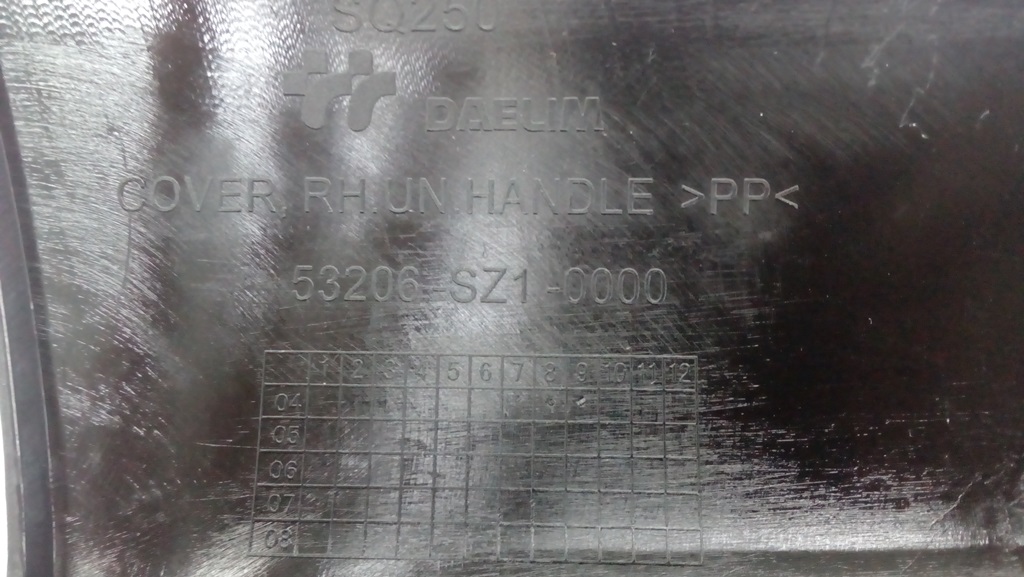 SQ250
DAELIM
COVER, RH.UN HANDLE >PP<
53206-SZ1-0000
1 2 3 4 5 6 7 8 9 10 11 12
04
05
06
07
08